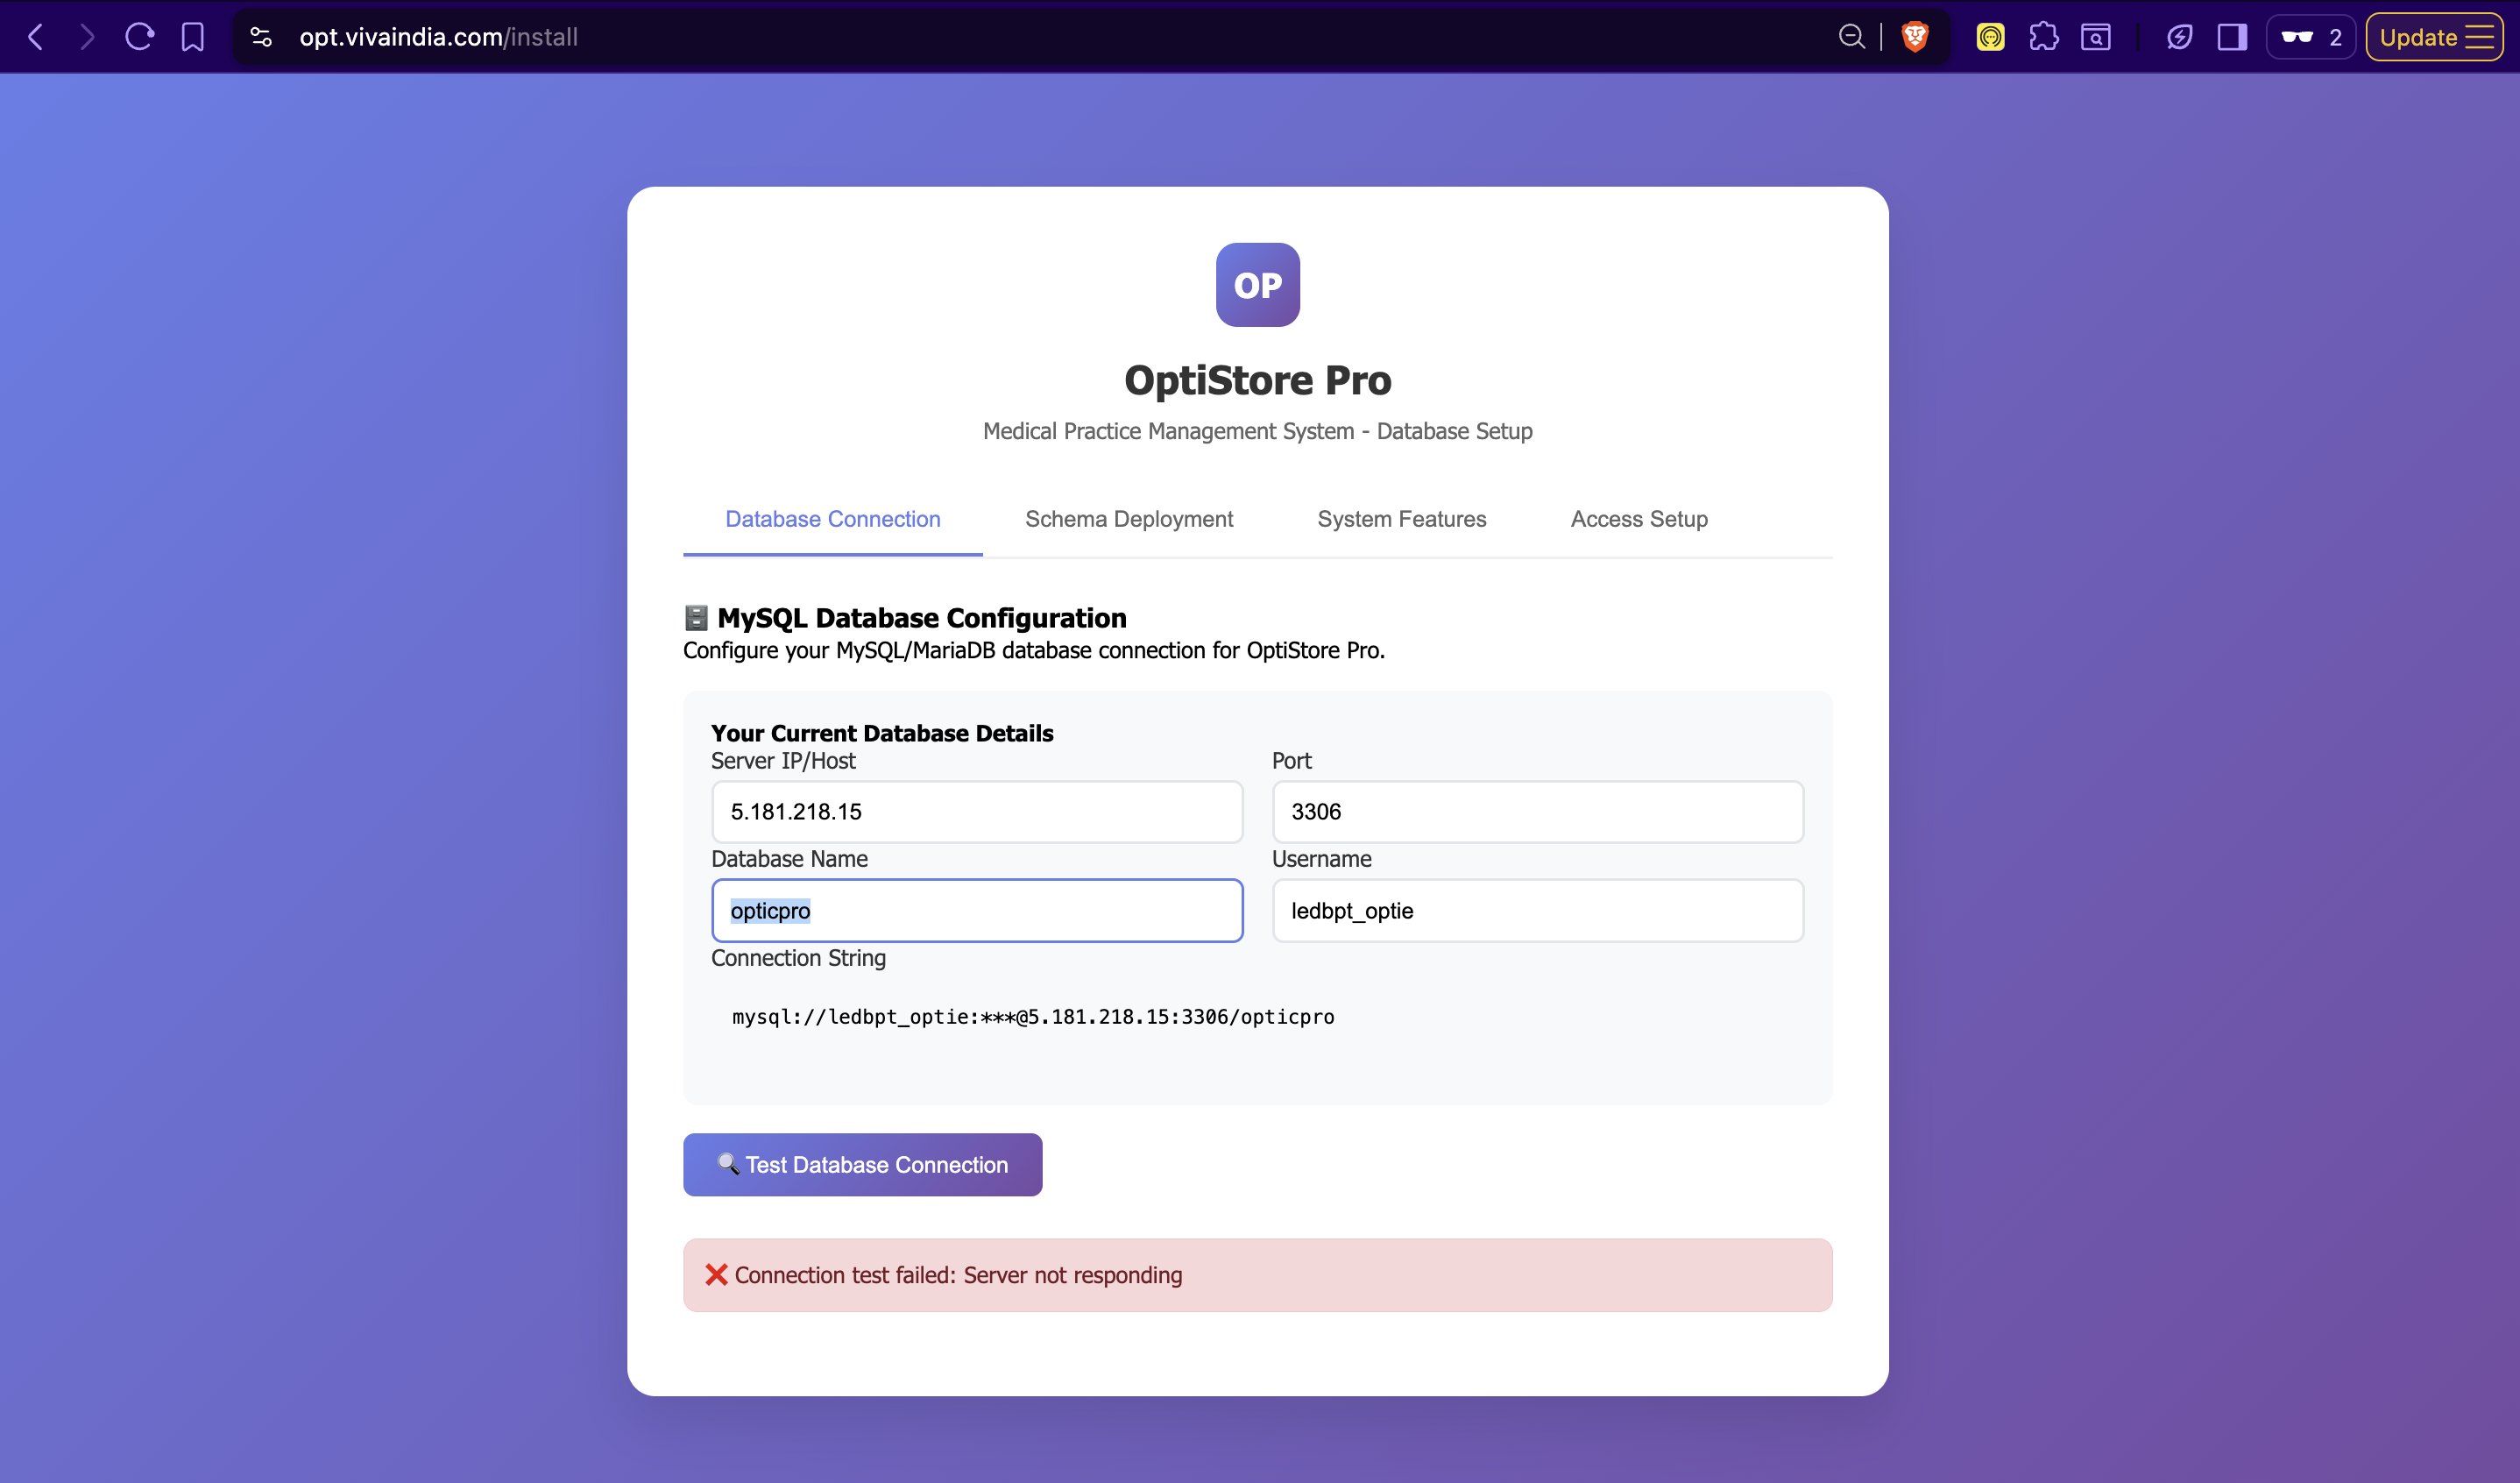 opt.vivaindia.com/install
2
Update
OP
OptiStore Pro
Medical Practice Management System - Database Setup
Database Connection
Schema Deployment
System Features
Access Setup
MySQL Database Configuration
Configure your MySQL/MariaDB database connection for OptiStore Pro.
Your Current Database Details
Server IP/Host
Port
5.181.218.15
3306
Database Name
Username
opticpro
ledbpt_optie
Connection String
mysql://ledbpt_optie:***@5.181.218.15:3306/opticpro
Test Database Connection
Connection test failed: Server not responding